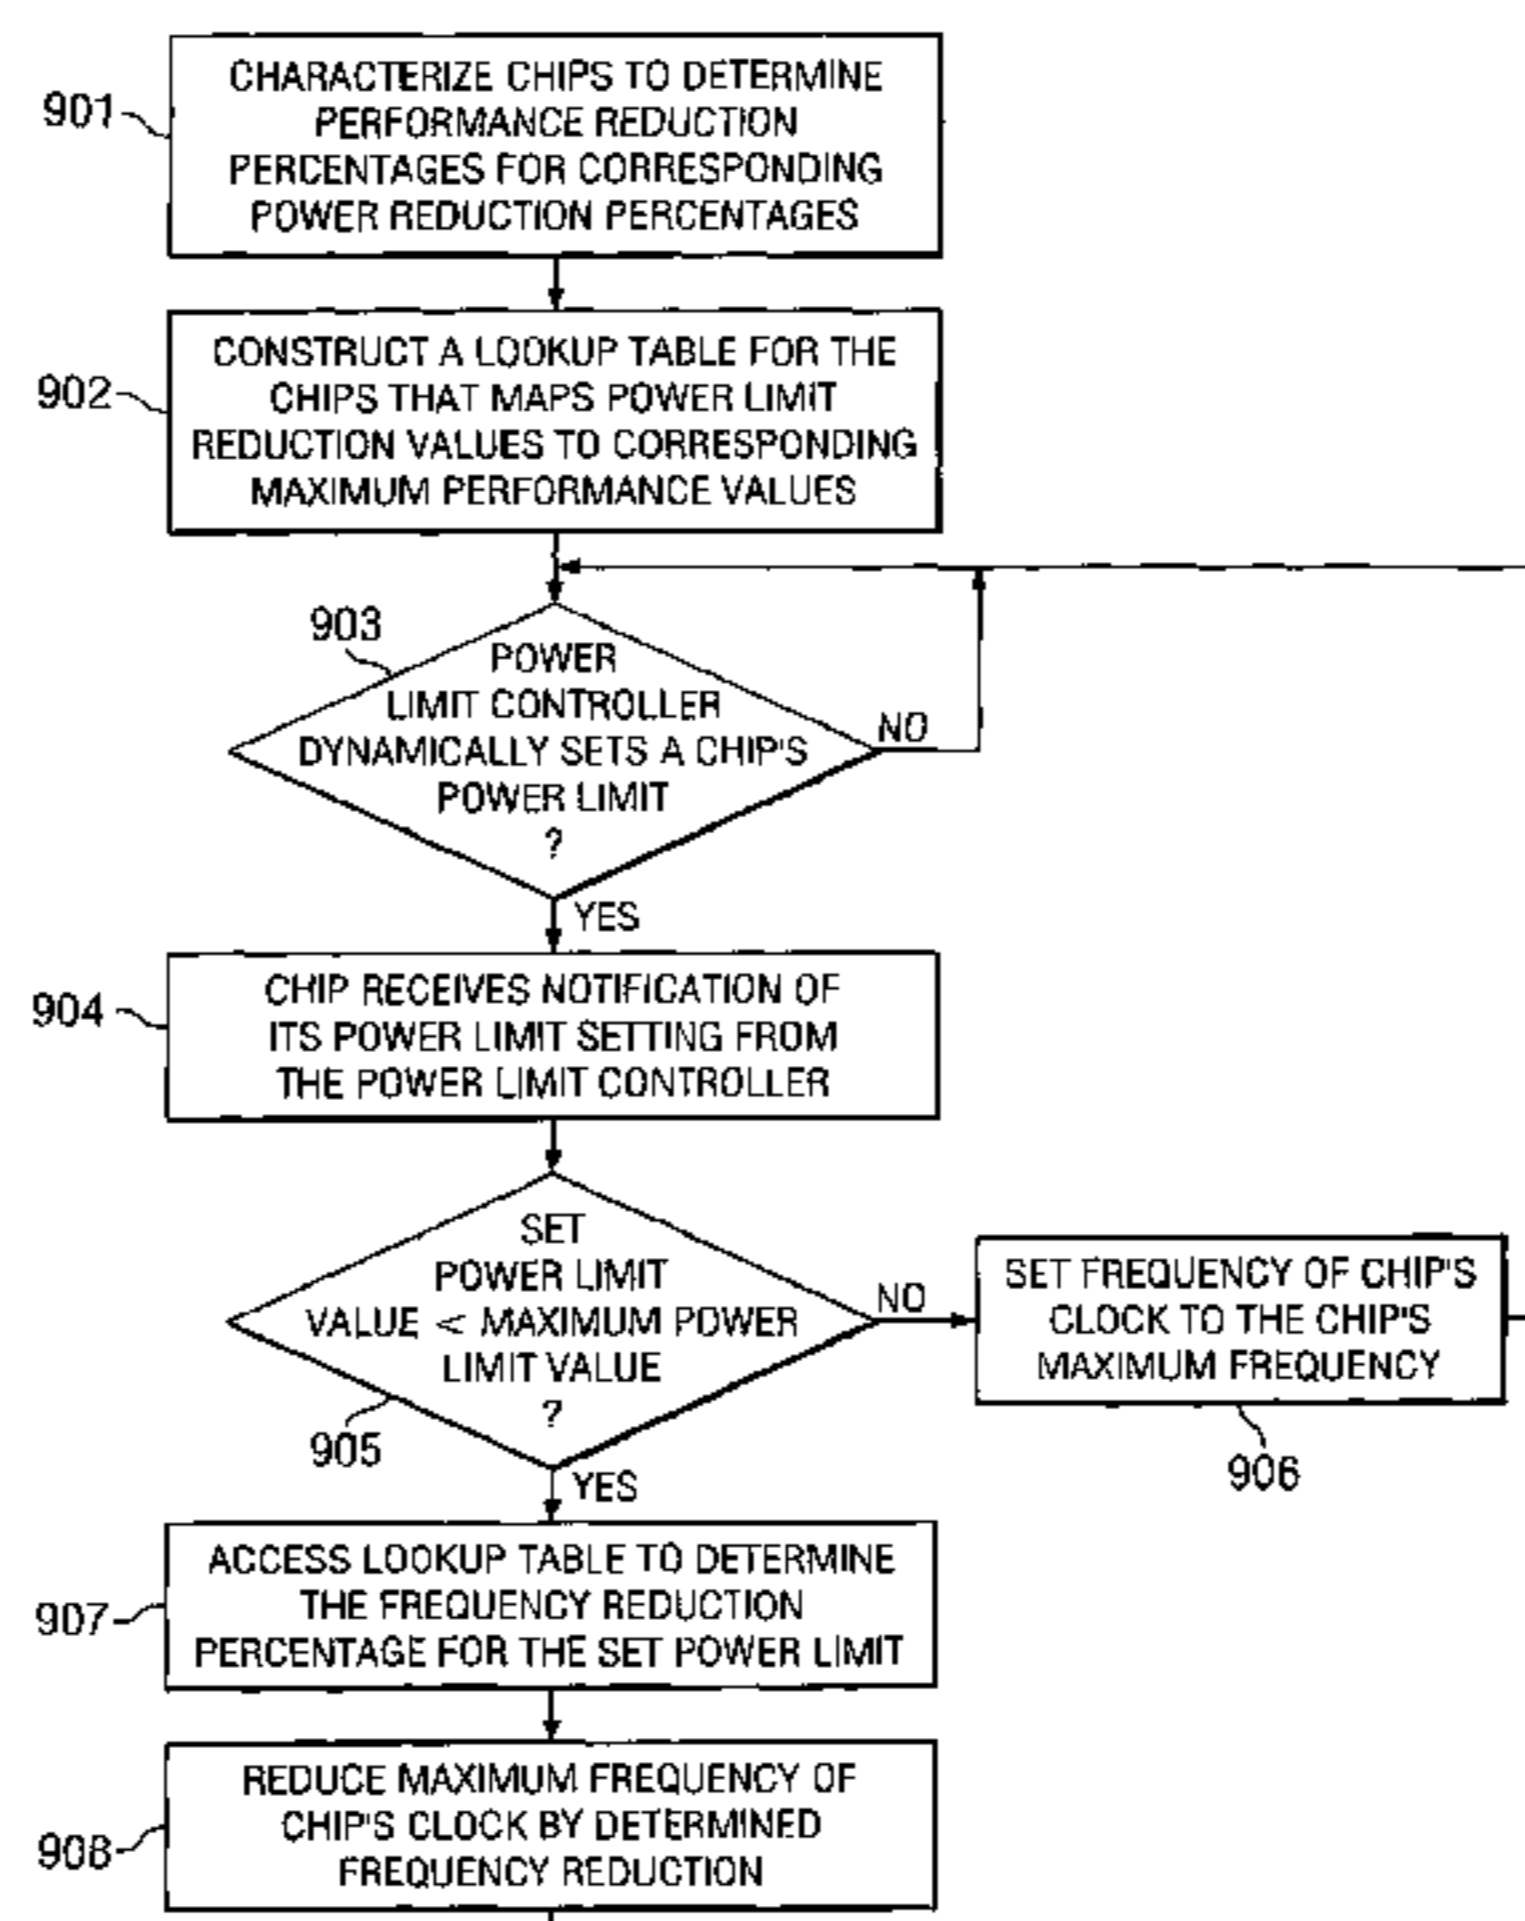 901
CHARACTERIZE CHIPS TO DETERMINE
PERFORMANCE REDUCTION
PERCENTAGES FOR CORRESPONDING
POWER REDUCTION PERCENTAGES
902
CONSTRUCT A LOOKUP TABLE FOR THE
CHIPS THAT MAPS POWER LIMIT
REDUCTION VALUES TO CORRESPONDING
MAXIMUM PERFORMANCE VALUES
903
POWER
LIMIT CONTROLLER
DYNAMICALLY SETS A CHIP'S
POWER LIMIT
?
NO
YES
904
CHIP RECEIVES NOTIFICATION OF
ITS POWER LIMIT SETTING FROM
THE POWER LIMIT CONTROLLER
SET
POWER LIMIT
VALUE < MAXIMUM POWER
LIMIT VALUE
?
905
NO
SET FREQUENCY OF CHIP'S
CLOCK TO THE CHIP'S
MAXIMUM FREQUENCY
906
YES
907
ACCESS LOOKUP TABLE TO DETERMINE
THE FREQUENCY REDUCTION
PERCENTAGE FOR THE SET POWER LIMIT
908
REDUCE MAXIMUM FREQUENCY OF
CHIP'S CLOCK BY DETERMINED
FREQUENCY REDUCTION